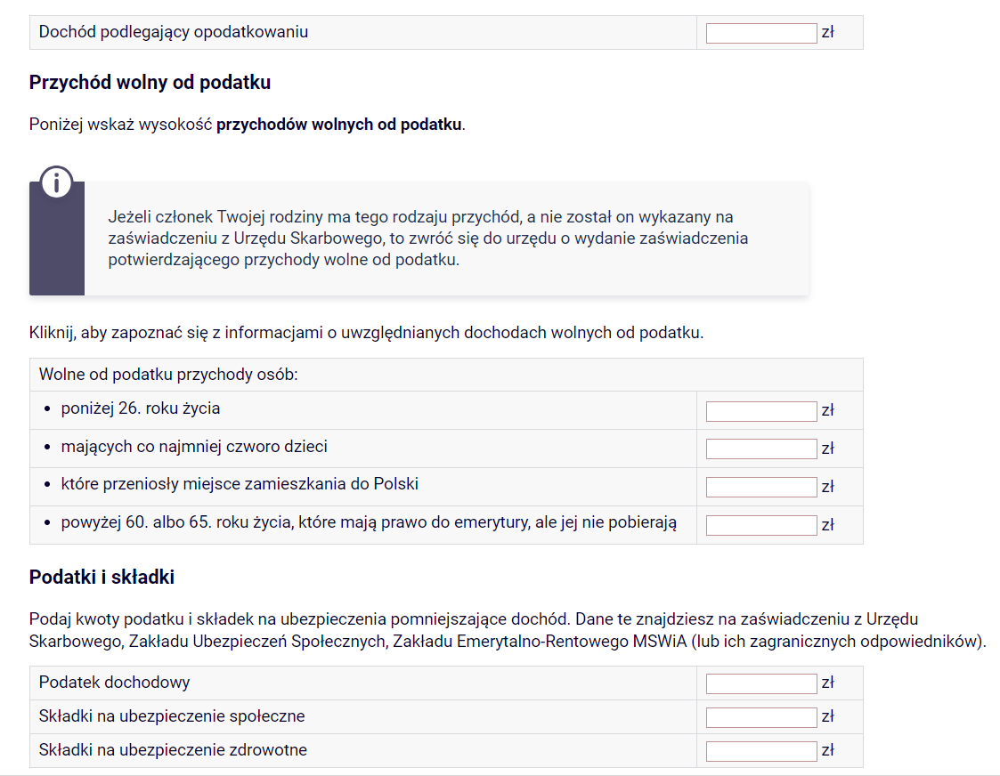 Dochód podlegający opodatkowaniu zł
Przychód wolny od podatku
Poniżej wskaż wysokość przychodów wolnych od podatku.
Jeżeli członek Twojej rodziny ma tego rodzaju przychód, a nie został on wykazany na
zaświadczeniu z Urzędu Skarbowego, to zwróć się do urzędu o wydanie zaświadczenia
potwierdzającego przychody wolne od podatku.
Kliknij, aby zapoznać się z informacjami o uwzględnianych dochodach wolnych od podatku.
Wolne od podatku przychody osób:
• poniżej 26. roku życia zł
• mających co najmniej czworo dzieci zł
• które przeniosły miejsce zamieszkania do Polski zł
• powyżej 60. albo 65. roku życia, które mają prawo do emerytury, ale jej nie pobierają zł
Podatki i składki
Podaj kwoty podatku i składek na ubezpieczenia pomniejszające dochód. Dane te znajdziesz na zaświadczeniu z Urzędu
Skarbowego, Zakładu Ubezpieczeń Społecznych, Zakładu Emerytalno-Rentowego MSWiA (lub ich zagranicznych odpowiedników).
Podatek dochodowy zł
Składki na ubezpieczenie społeczne zł
Składki na ubezpieczenie zdrowotne zł